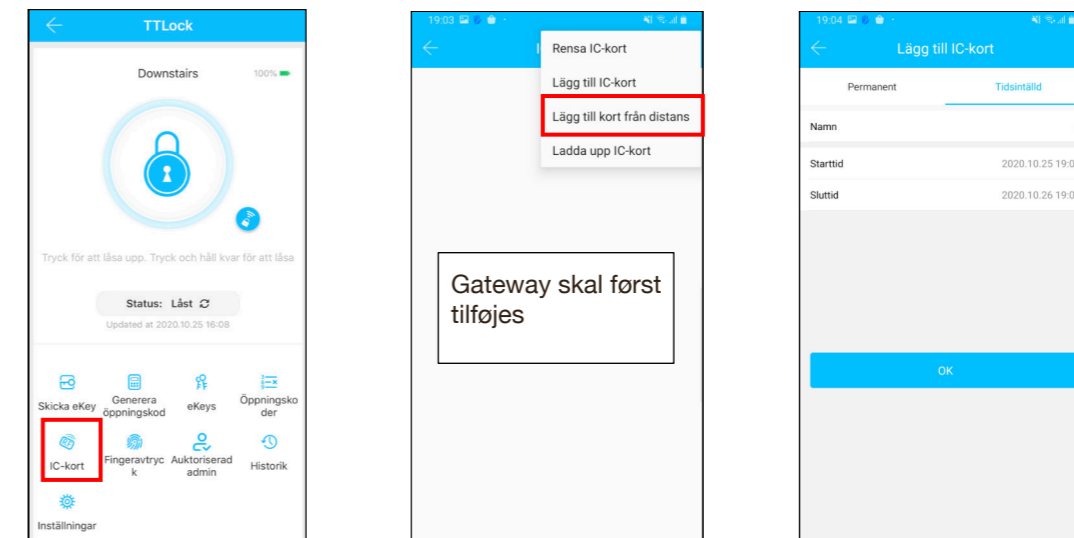 TTLock
Downstairs
100%
Tryck för att låsa upp. Tryck och håll kvar för att låsa
Status: Låst
Updated at 2020.10.25 16:08
Skicka eKey
Generera
öppningskod
eKeys
Öppningsko
der
IC-kort
Fingeravtryc
k
Auktoriserad
admin
Historik
Inställningar
19:03
Rensa IC-kort
Lägg till IC-kort
Lägg till kort från distans
Ladda upp IC-kort
Gateway skal først
tilføjes
19:04
Lägg till IC-kort
Permanent
Tidsintälld
Namn
Starttid
2020.10.25 19:0
Sluttid
2020.10.26 19:0
OK